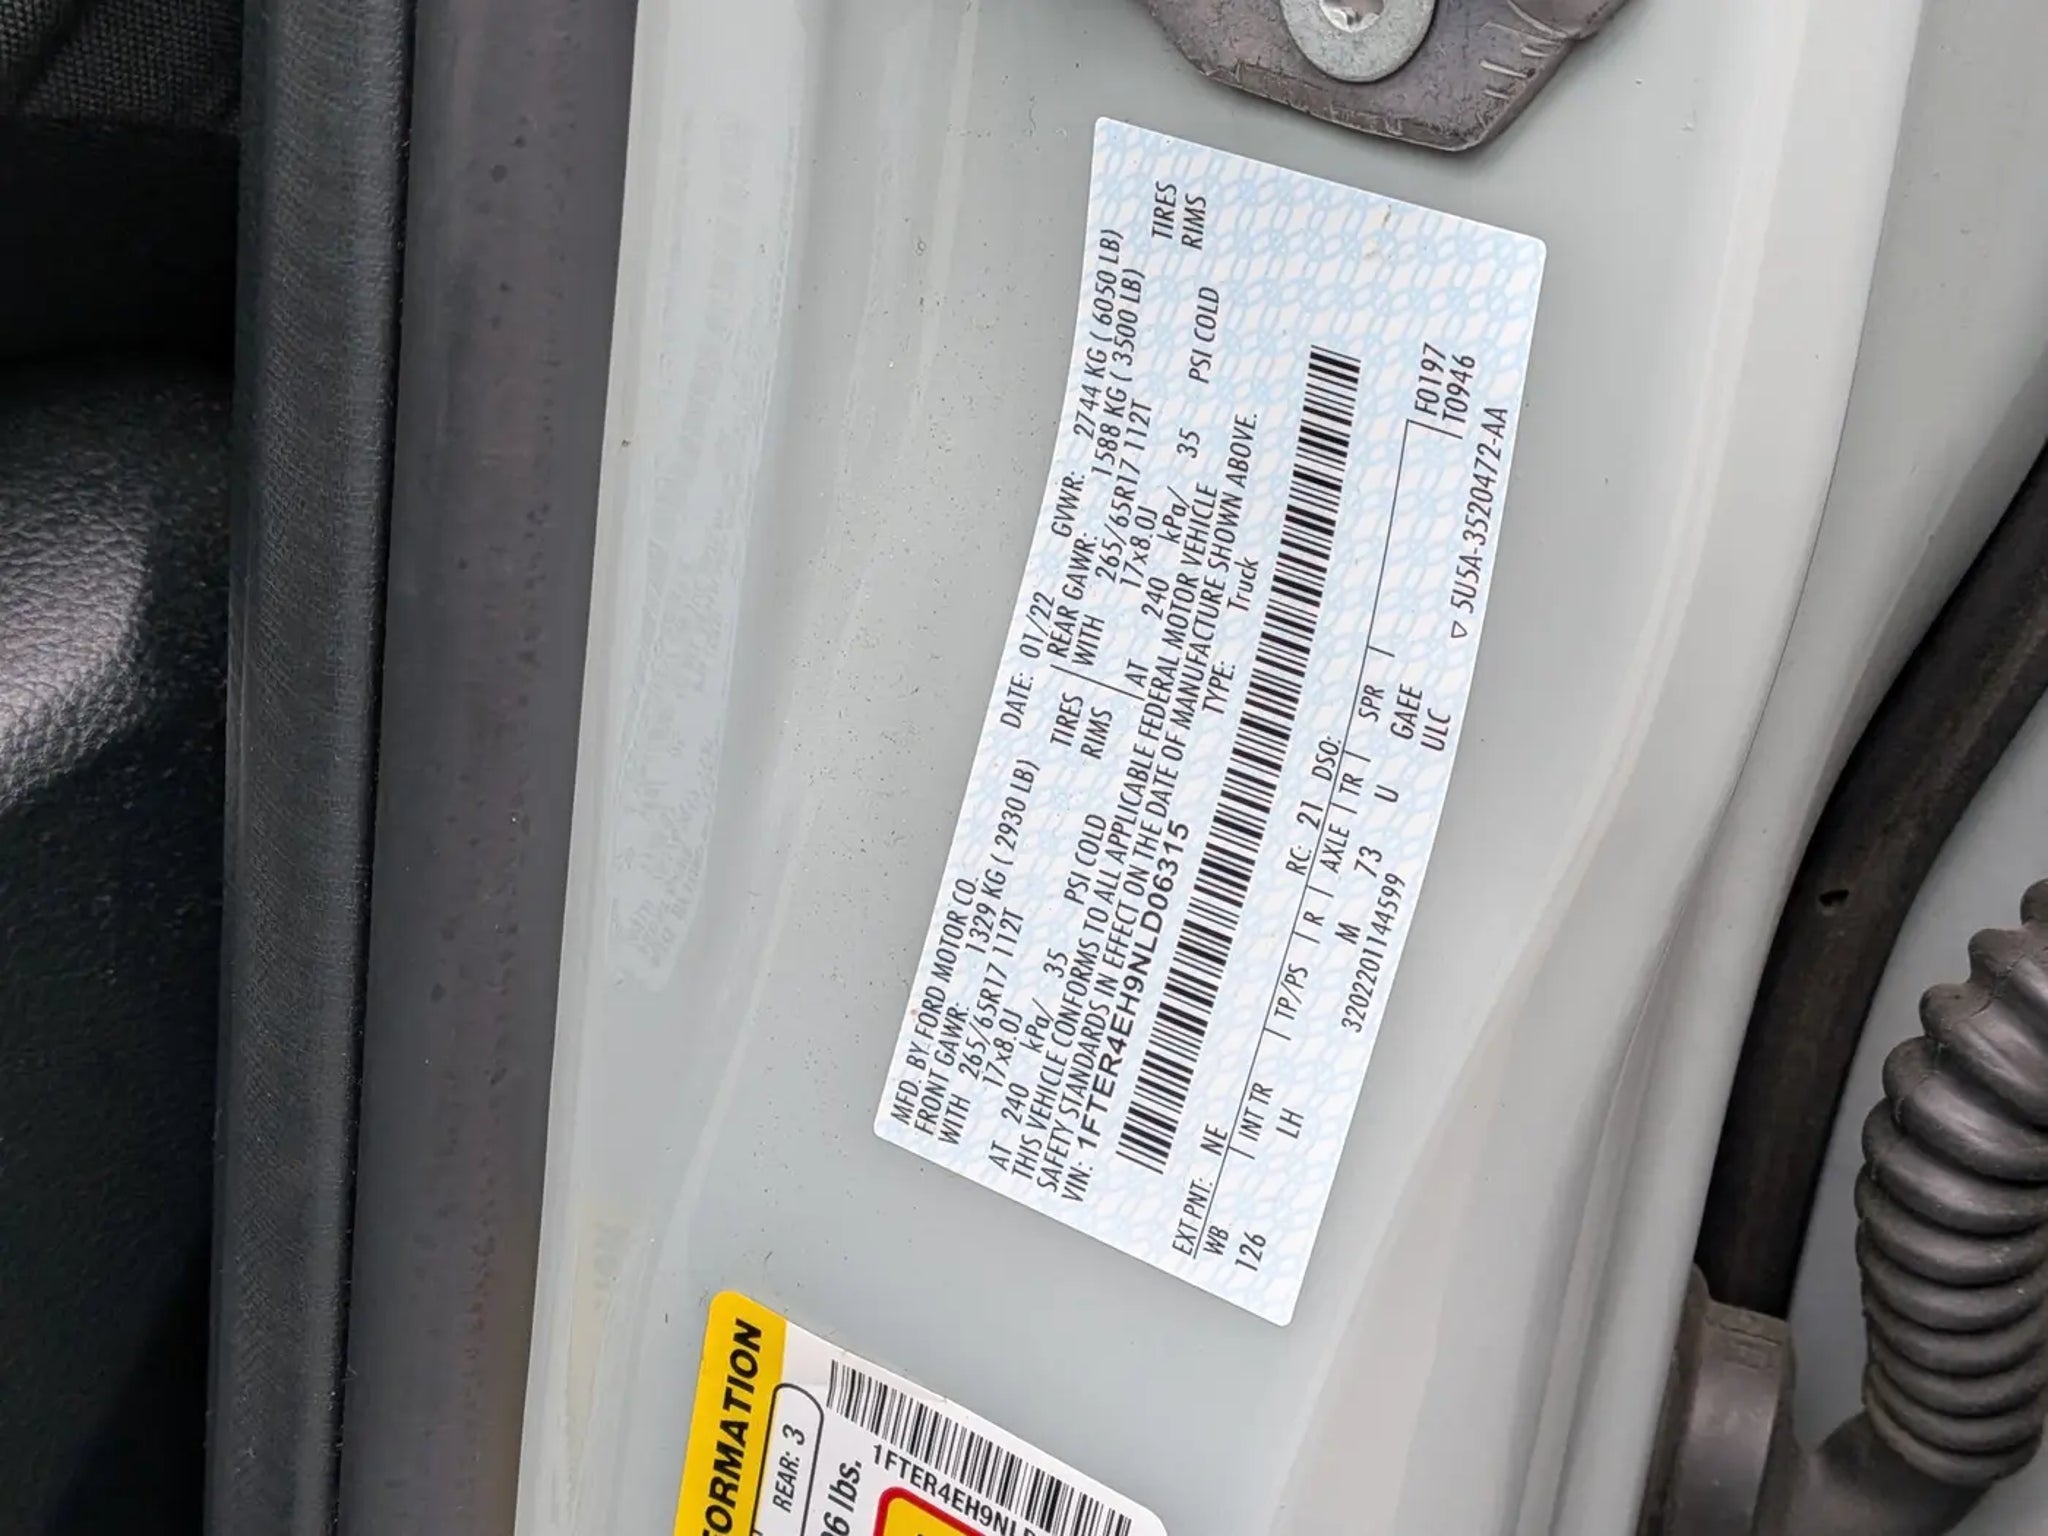 MFD. BY FORD MOTOR CO. DATE: 01/22 GVWR: 2744 KG ( 6050 LB)
FRONT GAWR: 1329 KG ( 2930 LB) REAR GAWR: 1588 KG ( 3500 LB)
WITH 265/65R17 112T TIRES WITH 265/65R17 112T TIRES
17x8.0J RIMS 17x8.0J RIMS
AT 240 kPa/ 35 PSI COLD AT 240 kPa/ 35 PSI COLD
THIS VEHICLE CONFORMS TO ALL APPLICABLE FEDERAL MOTOR VEHICLE
SAFETY STANDARDS IN EFFECT ON THE DATE OF MANUFACTURE SHOWN ABOVE.
VIN: 1FTER4EH9NLD06315 TYPE: Truck
EXT PNT: NE RC: 21 DSO:
WB INT TR TP/PS R AXLE TR SPR F0197
126 LH M 73 U GAEE T0946
3202201144599 ULC ▽ 5U5A-3520472-AA
FORMATION
REAR: 3
lbs.
1FTER4EH9NL